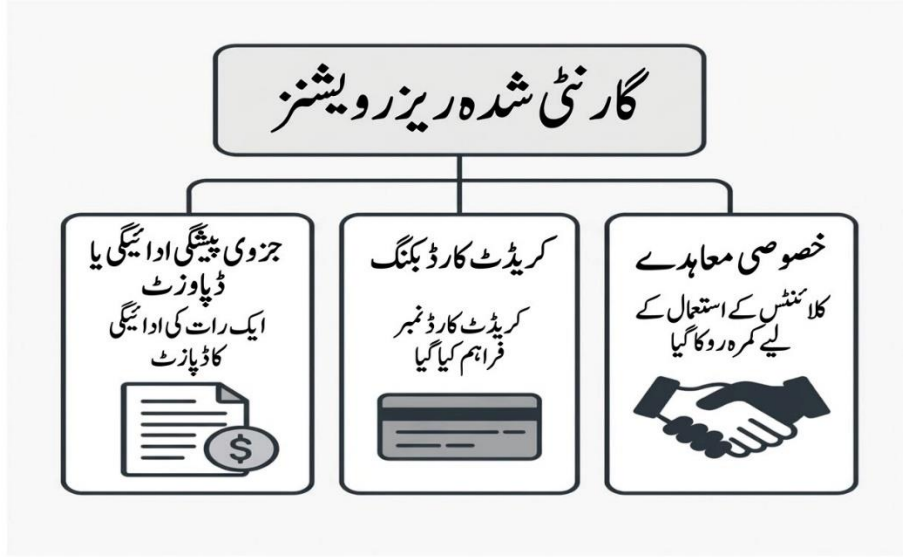 گارنٹی شدہ ریزرویشنز
خصوصی معاہدے
کلائنٹس کے استعمال کے
لیے کمرہ روکا گیا
کریڈٹ کارڈ بکنگ
کریڈٹ کارڈ نمبر
فراہم کیا گیا
جزوی پیشگی ادائیگی یا
ڈپاوزٹ
ایک رات کی ادائیگی
کا ڈپازٹ
$